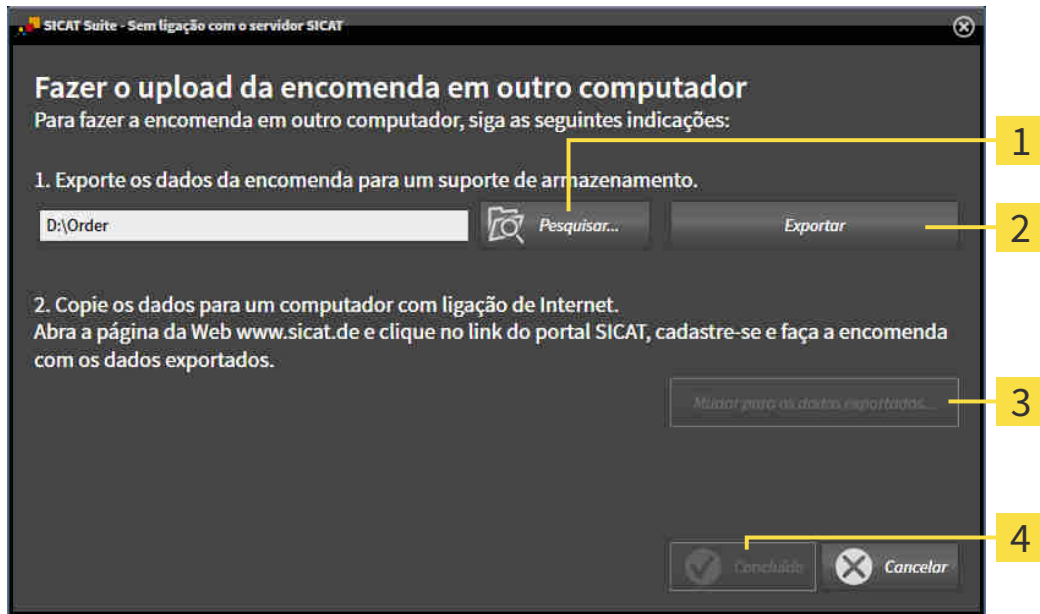 SICAT Suite - Sem ligação com o servidor SICAT
Fazer o upload da encomenda em outro computador
Para fazer a encomenda em outro computador, siga as seguintes indicações:
1
1. Exporte os dados da encomenda para um suporte de armazenamento.
D:\Order
Pesquisar...
Exportar
2
2. Copie os dados para um computador com ligação de Internet.
Abra a página da Web www.sicat.de e clique no link do portal SICAT, cadastre-se e faça a encomenda
com os dados exportados.
Mudar para os dados exportados...
3
4
Concluído
Cancelar